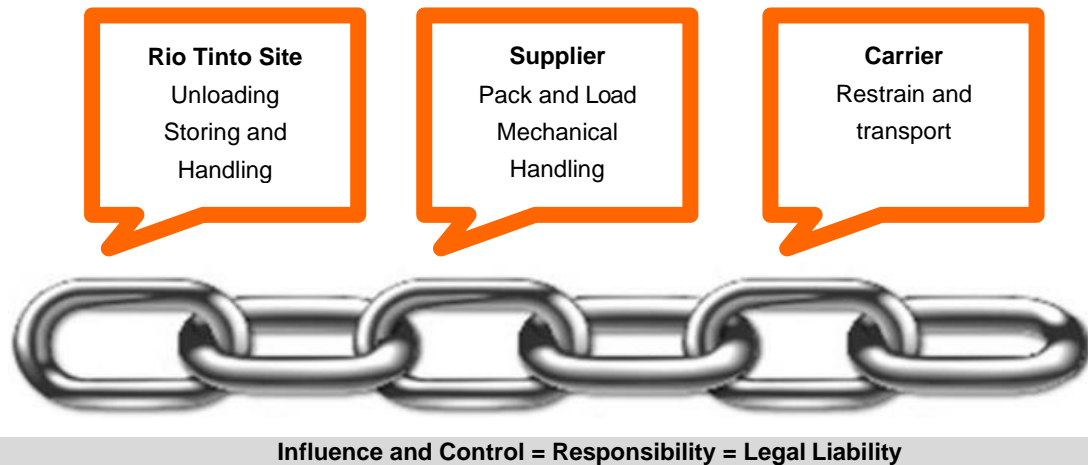 Rio Tinto Site
Unloading
Storing and
Handling
Supplier
Pack and Load
Mechanical
Handling
Carrier
Restrain and
transport
Influence and Control = Responsibility = Legal Liability